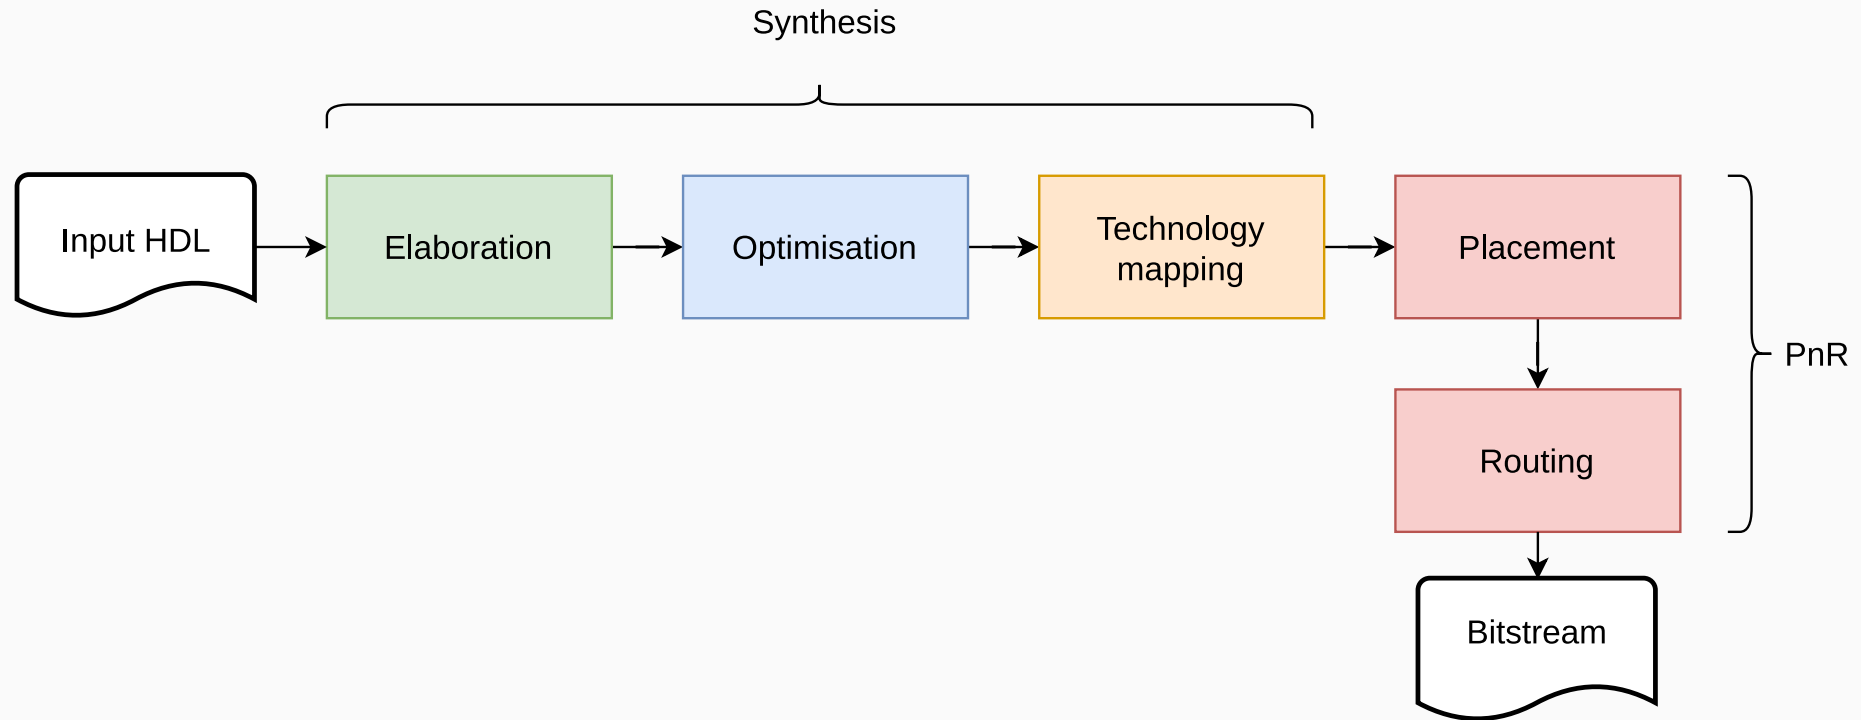 Synthesis
Input HDL
Elaboration
Optimisation
Technology
mapping
Placement
PnR
Routing
Bitstream